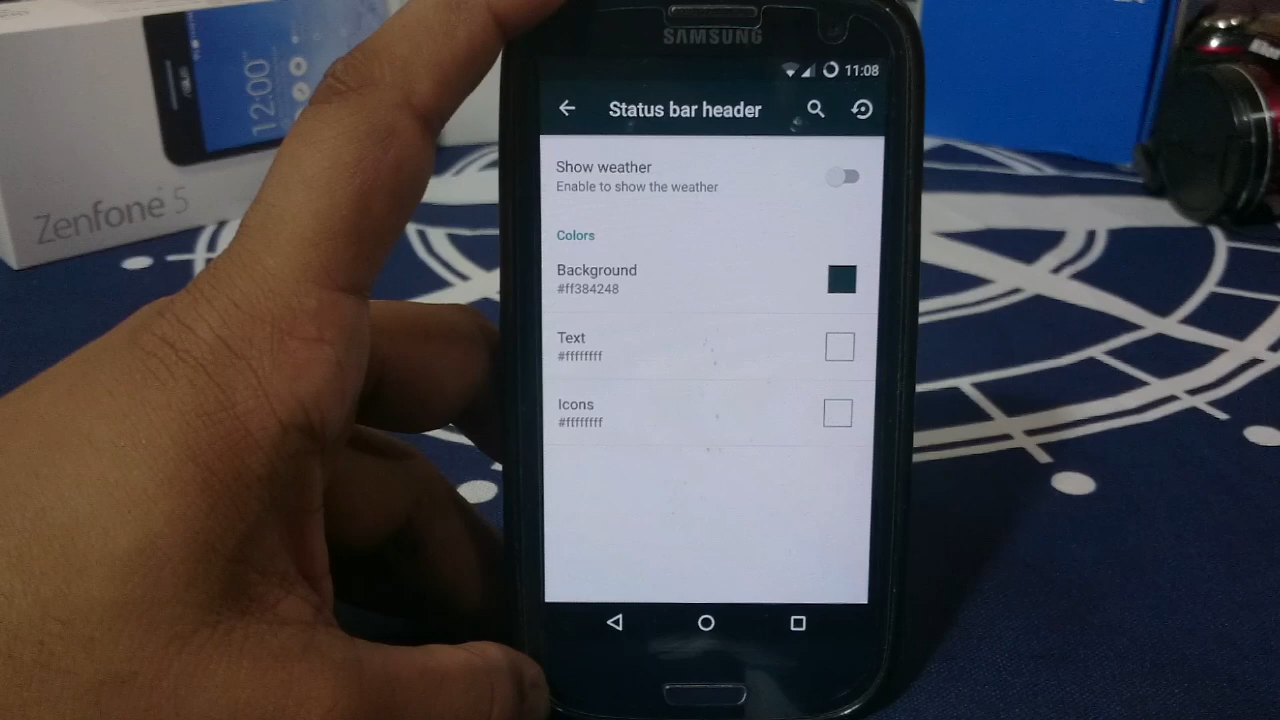 SAMSUNG
11:08
Status bar header
Show weather
Enable to show the weather
Colors
Background
#ff384248
Text
#ffffffff
Icons
#ffffffff
12:00
ASUS
Zenfone 5